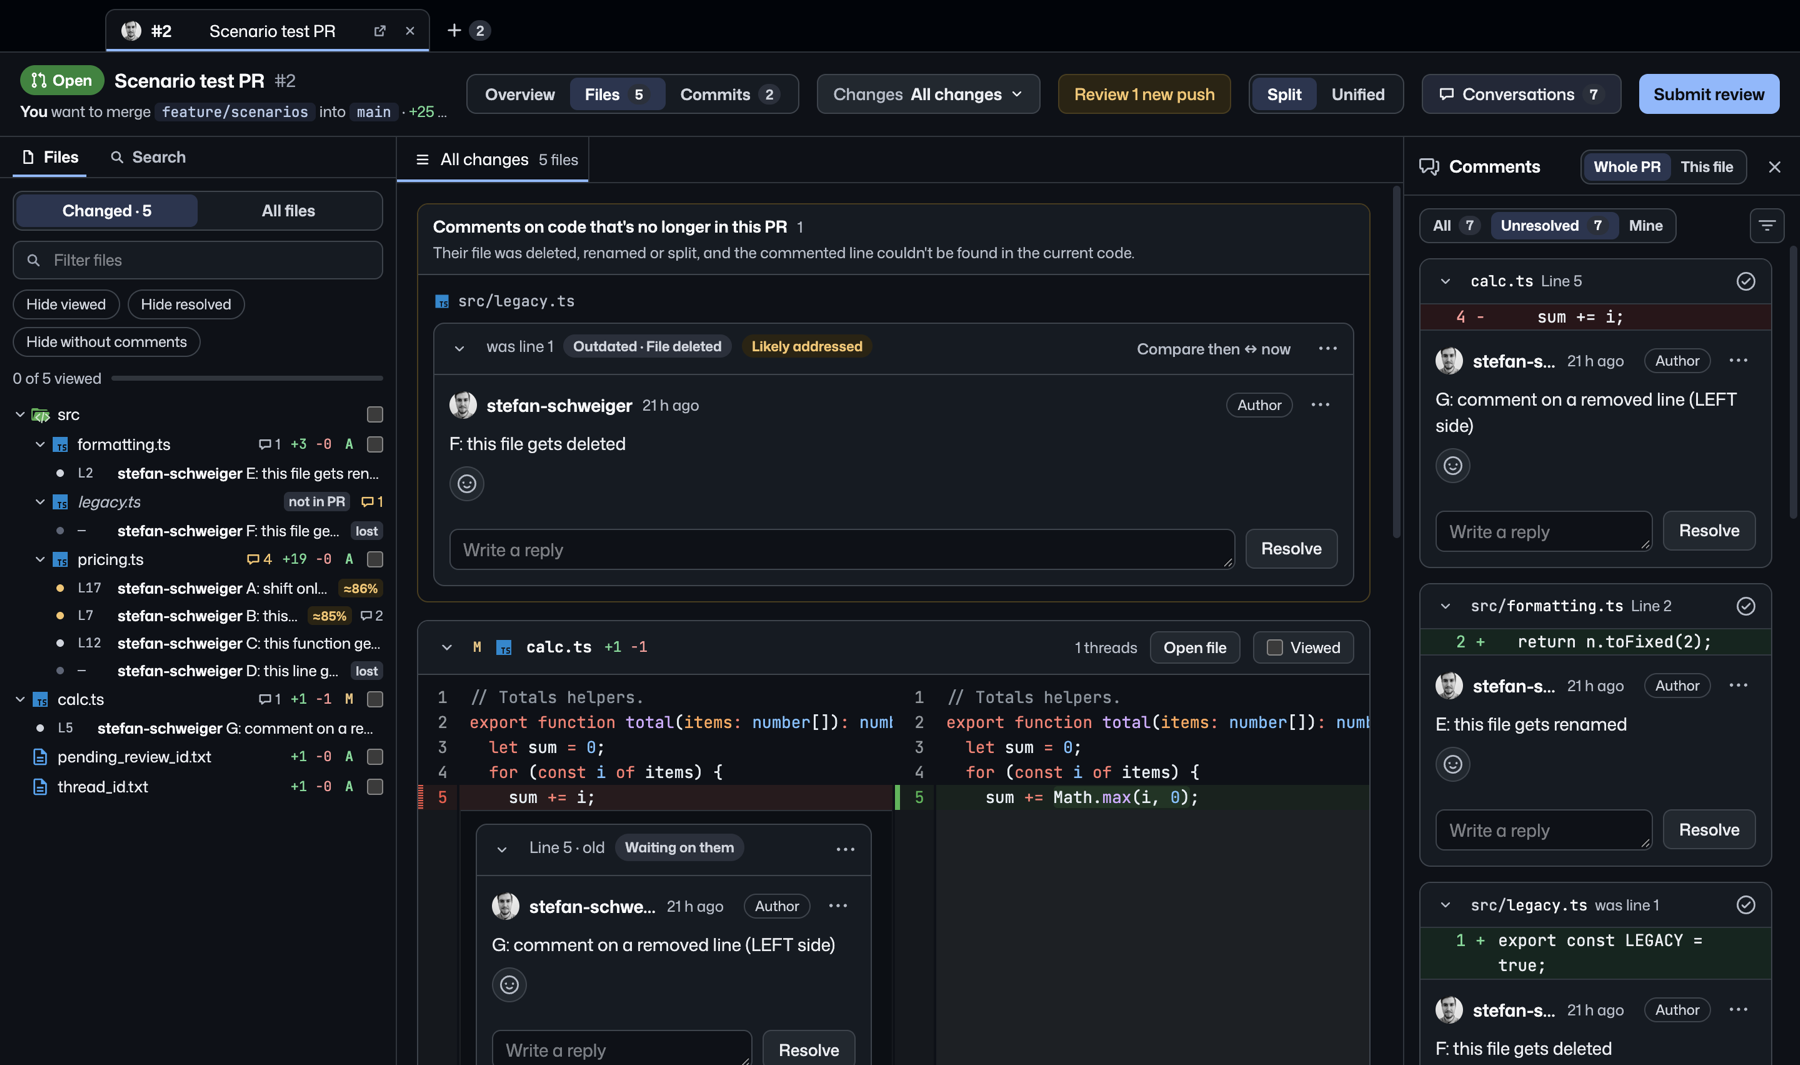 #2 Scenario test PR
2
Open Scenario test PR #2
You want to merge feature/scenarios into main · +25 ...
Overview
Files 5
Commits 2
Changes All changes
Review 1 new push
Split
Unified
Conversations 7
Submit review
Files
Search
Changed · 5
All files
Filter files
Hide viewed
Hide resolved
Hide without comments
0 of 5 viewed
src
formatting.ts 1 +3 -0 A
L2 stefan-schweiger E: this file gets ren...
legacy.ts not in PR 1
– stefan-schweiger F: this file ge... lost
pricing.ts 4 +19 -0 A
L17 stefan-schweiger A: shift onl... ≈86%
L7 stefan-schweiger B: this... ≈85% 2
L12 stefan-schweiger C: this function ge...
– stefan-schweiger D: this line g... lost
calc.ts 1 +1 -1 M
L5 stefan-schweiger G: comment on a re...
pending_review_id.txt +1 -0 A
thread_id.txt +1 -0 A
All changes 5 files
Comments on code that's no longer in this PR 1
Their file was deleted, renamed or split, and the commented line couldn't be found in the current code.
src/legacy.ts
was line 1 Outdated · File deleted Likely addressed Compare then ↔ now ...
stefan-schweiger 21 h ago Author ...
F: this file gets deleted
Write a reply
Resolve
M calc.ts +1 -1 1 threads Open file Viewed
1 // Totals helpers.
2 export function total(items: number[]): numb
3 let sum = 0;
4 for (const i of items) {
5 sum += i;
1 // Totals helpers.
2 export function total(items: number[]): numb
3 let sum = 0;
4 for (const i of items) {
5 sum += Math.max(i, 0);
Line 5 · old Waiting on them ...
stefan-schwe... 21 h ago Author ...
G: comment on a removed line (LEFT side)
Write a reply
Resolve
Comments
Whole PR
This file
All 7
Unresolved 7
Mine
calc.ts Line 5
4 - sum += i;
stefan-s... 21 h ago Author ...
G: comment on a removed line (LEFT
side)
Write a reply
Resolve
src/formatting.ts Line 2
2 + return n.toFixed(2);
stefan-s... 21 h ago Author ...
E: this file gets renamed
Write a reply
Resolve
src/legacy.ts was line 1
1 + export const LEGACY =
true;
stefan-s... 21 h ago Author ...
F: this file gets deleted